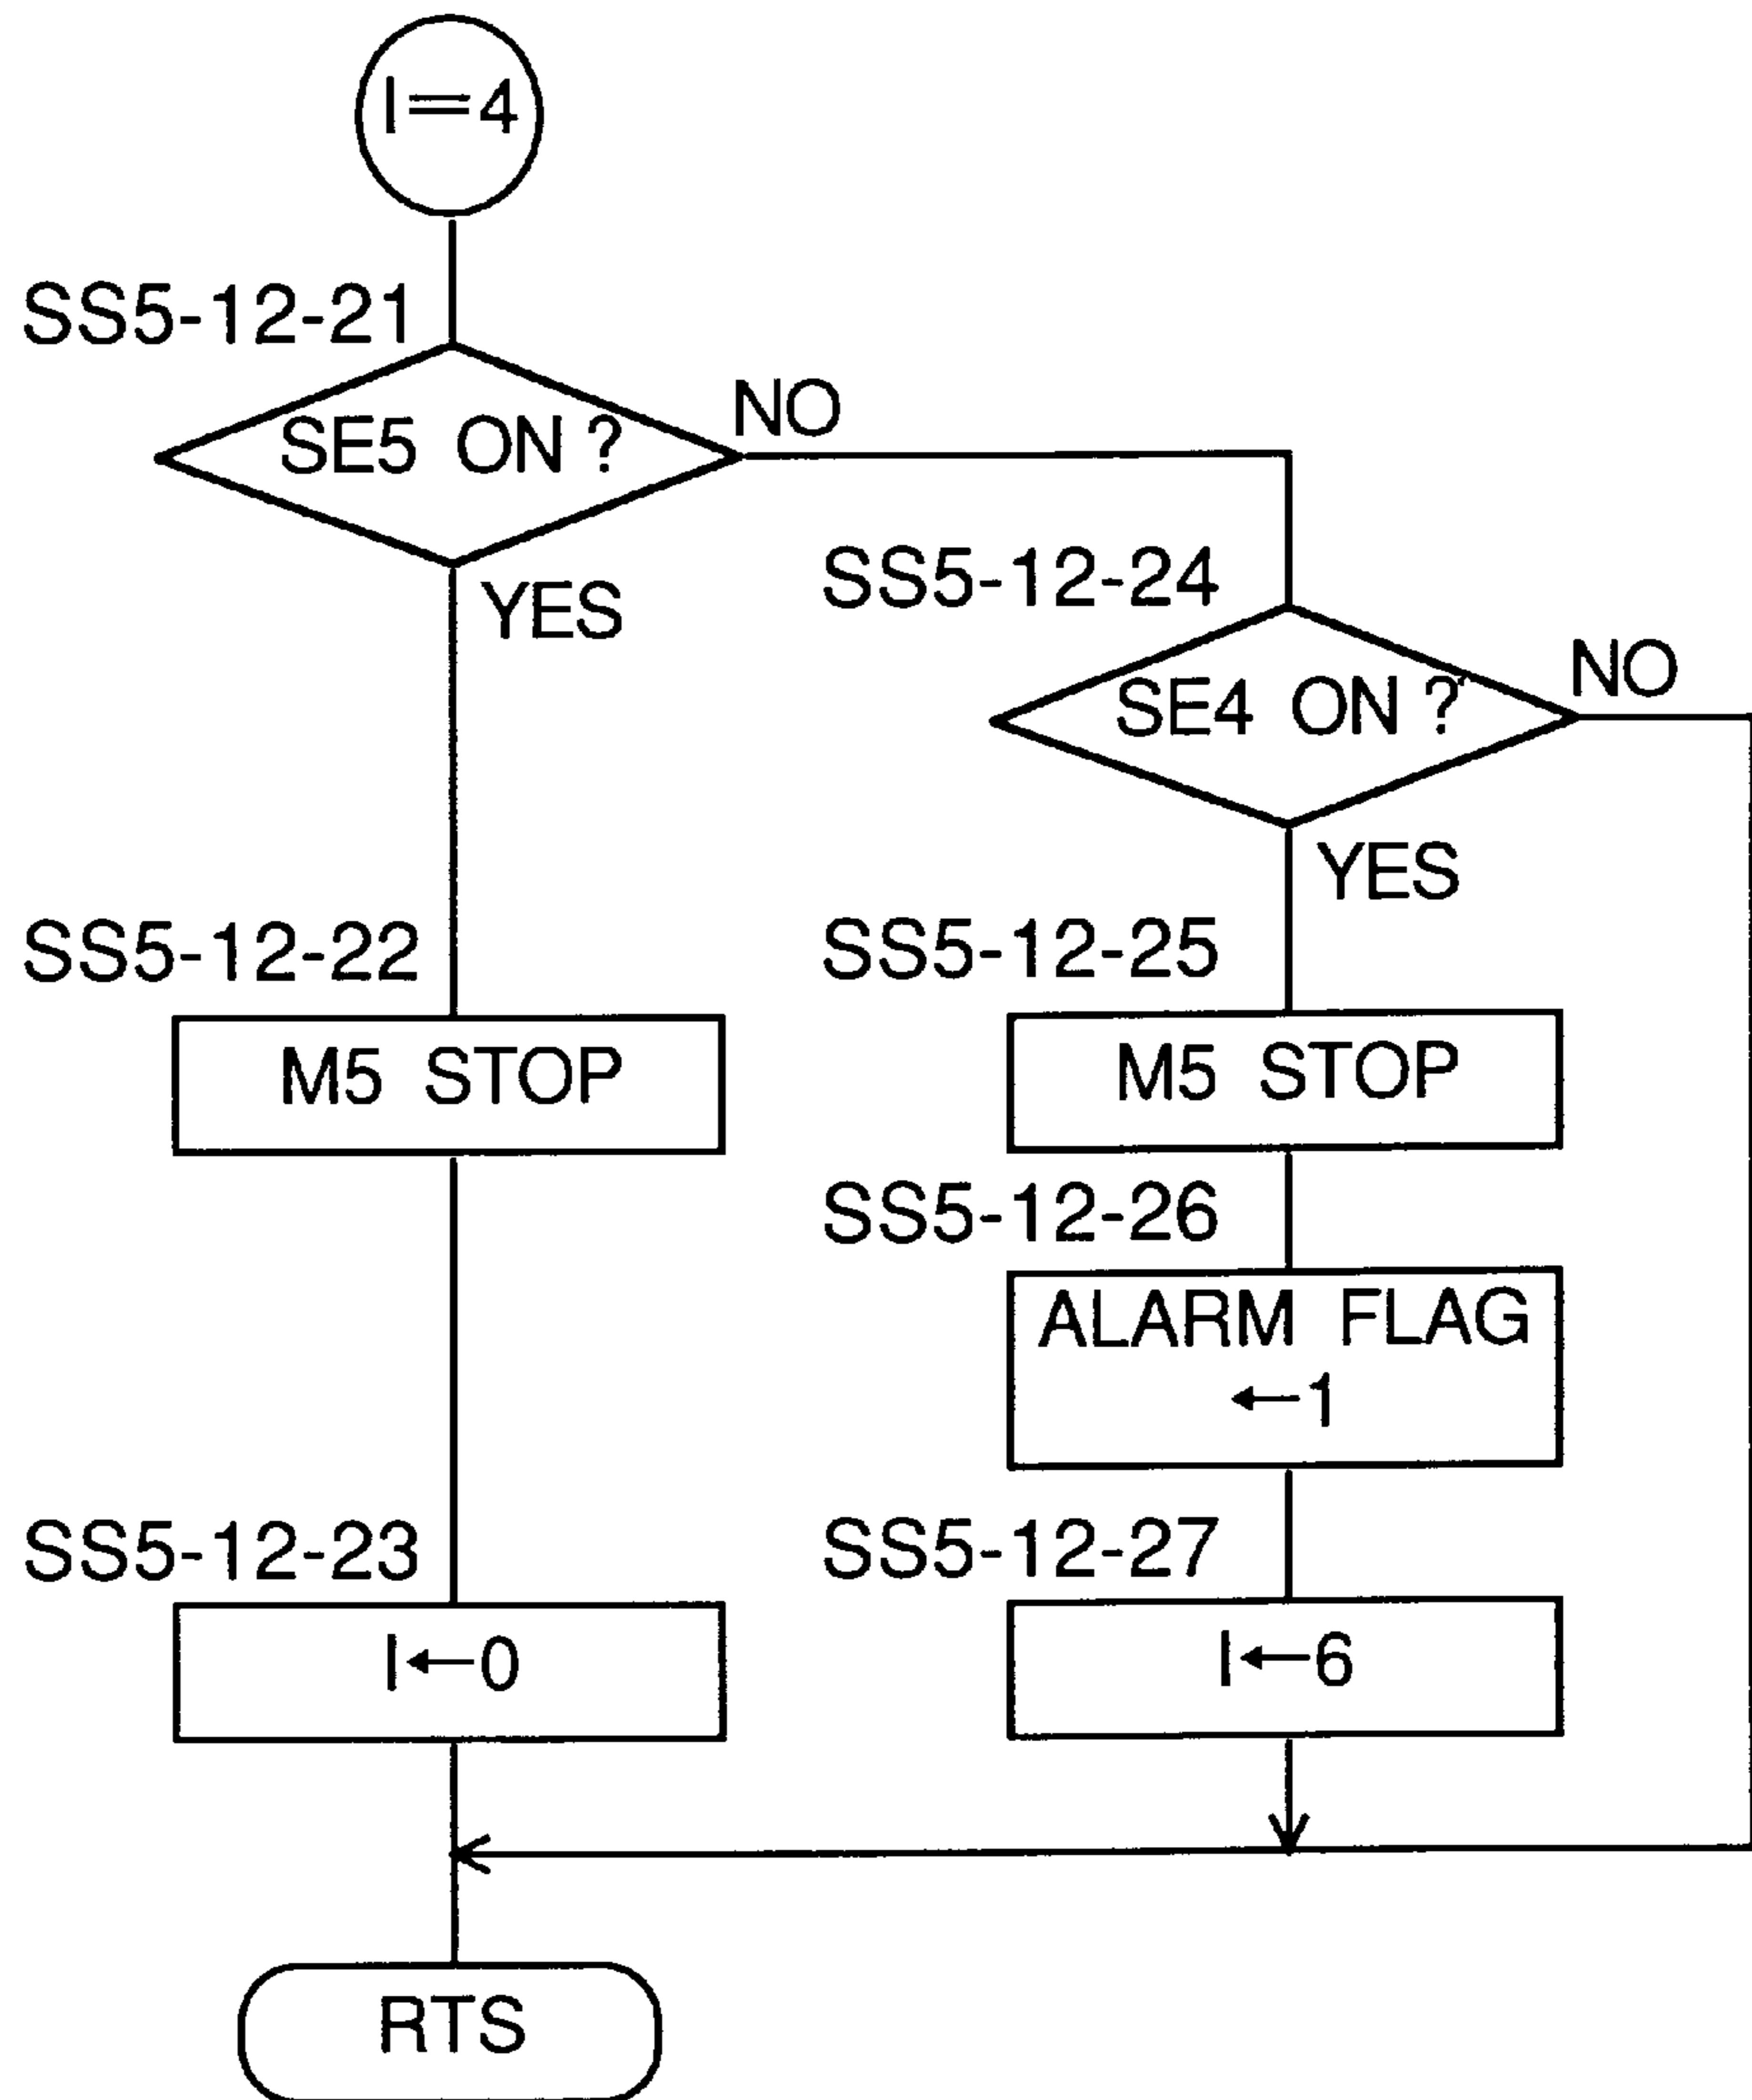 I=4
SS5-12-21
SE5 ON ?
NO
YES
SS5-12-24
SE4 ON ?
NO
YES
SS5-12-22
M5 STOP
SS5-12-25
M5 STOP
SS5-12-26
ALARM FLAG
←1
SS5-12-23
I←0
SS5-12-27
I←6
RTS